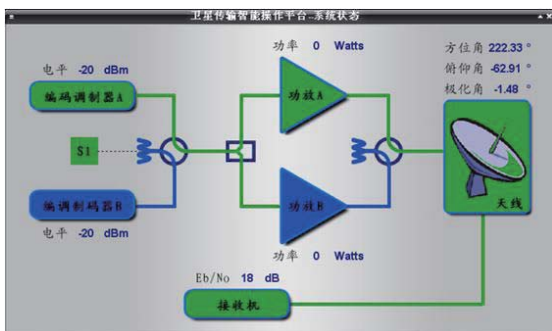 卫星传输智能操作平台..系统状态
功率 0 Watts
方位角 222.33 °
俯仰角 -62.91 °
极化角 -1.48 °
电平 -20 dBm
编码调制器A
功放A
S1
编调制码器B
功放B
天线
电平 -20 dBm
功率 0 Watts
Eb/No 18 dB
接收机